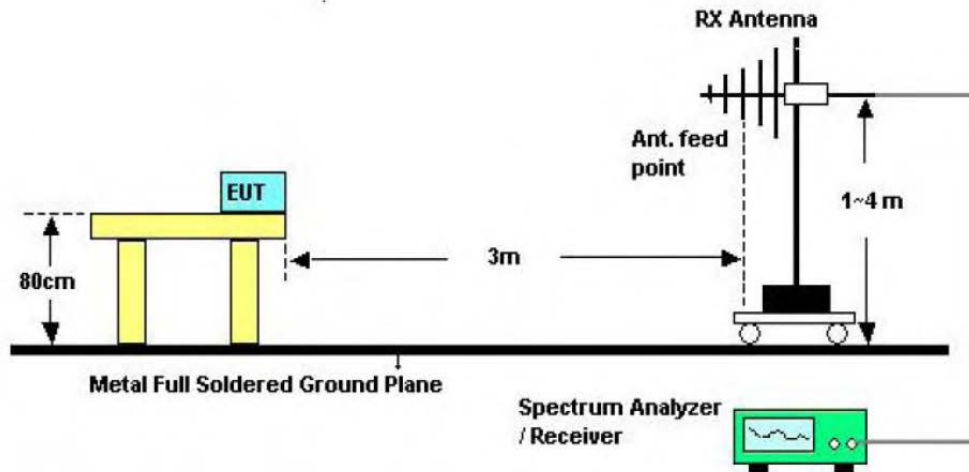 RX Antenna
Ant. feed
point
EUT
1~4 m
3m
80cm
Metal Full Soldered Ground Plane
Spectrum Analyzer
/ Receiver